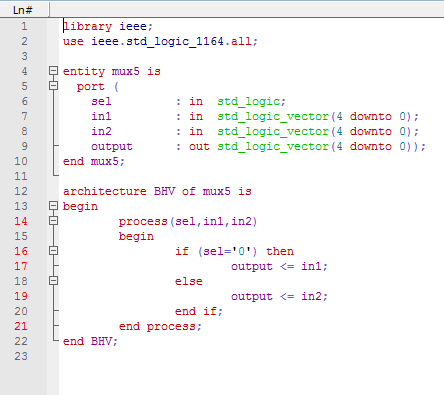 Ln#
1 library ieee;
2 use ieee.std_logic_1164.all;
3
4 entity mux5 is
5 port (
6 sel : in std_logic;
7 in1 : in std_logic_vector(4 downto 0);
8 in2 : in std_logic_vector(4 downto 0);
9 output : out std_logic_vector(4 downto 0));
10 end mux5;
11
12 architecture BHV of mux5 is
13 begin
14 process(sel,in1,in2)
15 begin
16 if (sel='0') then
17 output <= in1;
18 else
19 output <= in2;
20 end if;
21 end process;
22 end BHV;
23